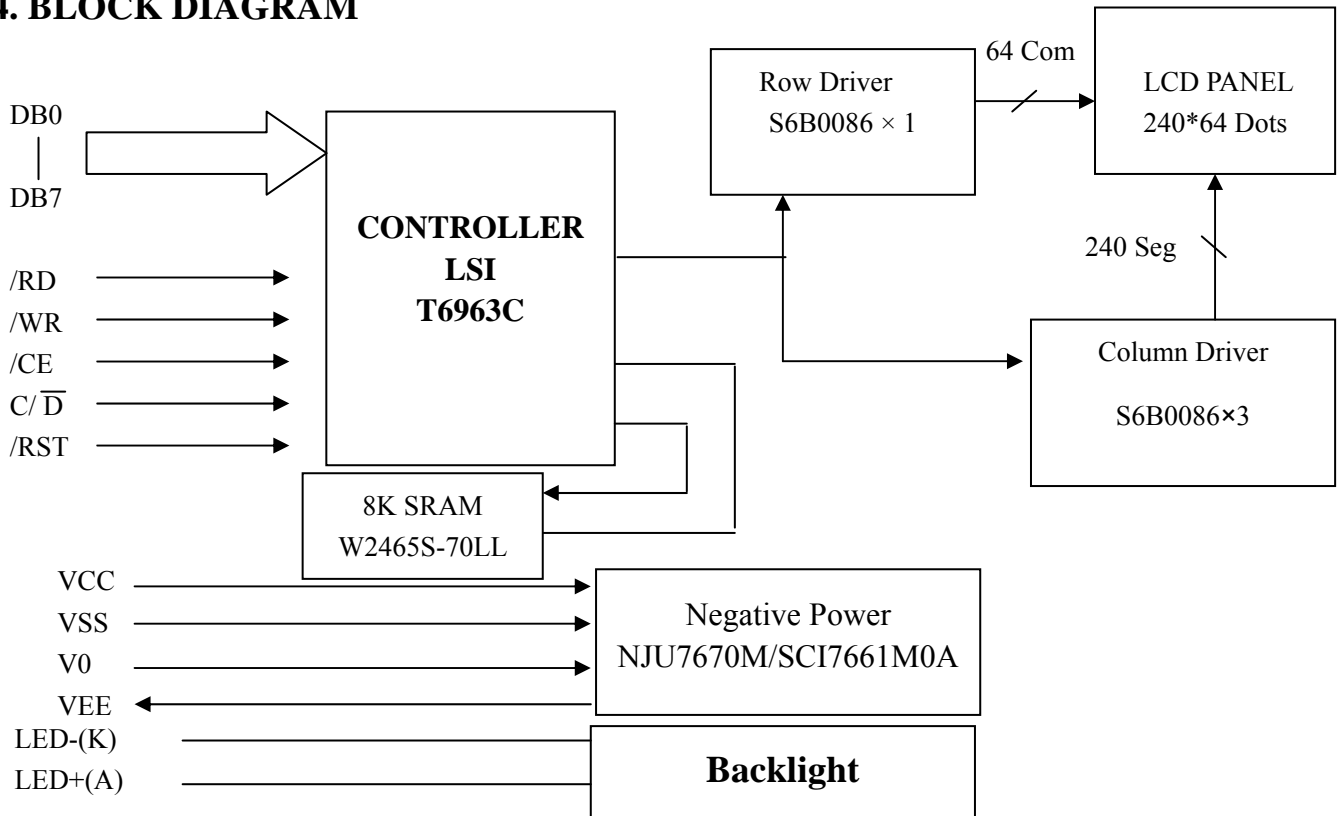 4. BLOCK DIAGRAM
64 Com
Row Driver
S6B0086 × 1
LCD PANEL
240*64 Dots
DB0
DB7
CONTROLLER
LSI
T6963C
240 Seg
/RD
/WR
/CE
C/ D̅
/RST
Column Driver
S6B0086×3
8K SRAM
W2465S-70LL
VCC
VSS
V0
VEE
Negative Power
NJU7670M/SCI7661M0A
LED-(K)
LED+(A)
Backlight